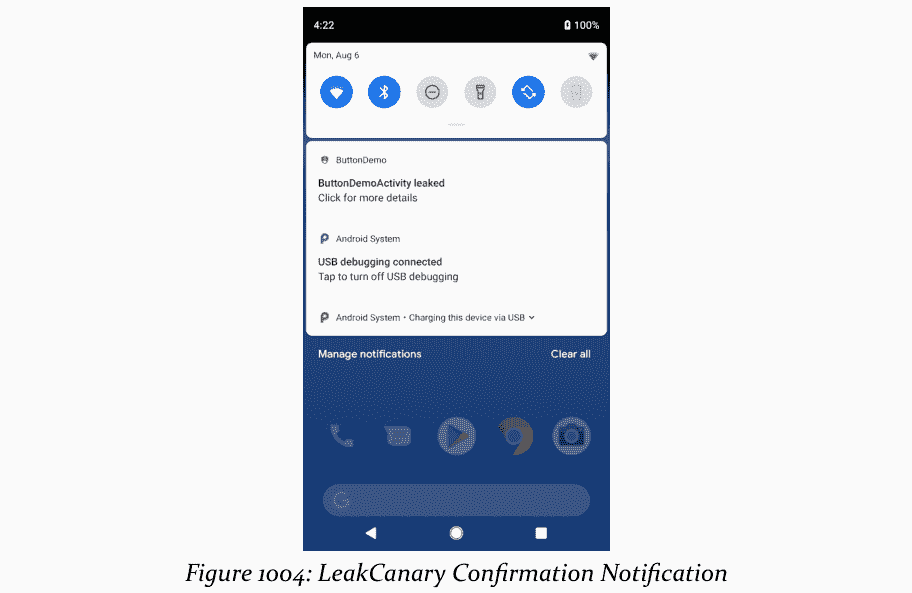 4:22
100%
Mon, Aug 6
ButtonDemo
ButtonDemoActivity leaked
Click for more details
Android System
USB debugging connected
Tap to turn off USB debugging
Android System • Charging this device via USB
Manage notifications
Clear all
Figure 1004: LeakCanary Confirmation Notification